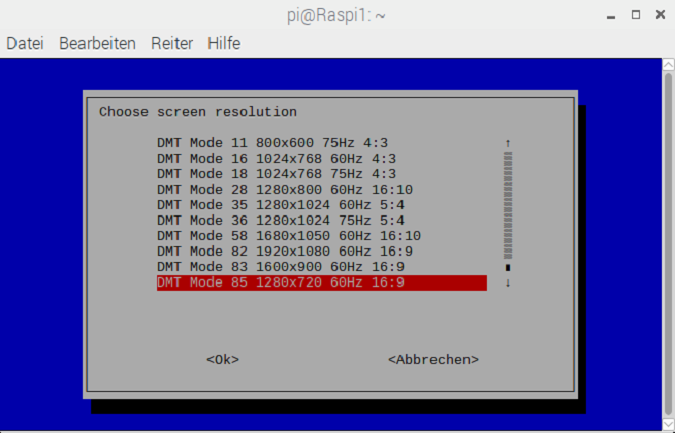 pi@Raspi1: ~
Datei Bearbeiten Reiter Hilfe
Choose screen resolution
DMT Mode 11 800x600 75Hz 4:3
DMT Mode 16 1024x768 60Hz 4:3
DMT Mode 18 1024x768 75Hz 4:3
DMT Mode 28 1280x800 60Hz 16:10
DMT Mode 35 1280x1024 60Hz 5:4
DMT Mode 36 1280x1024 75Hz 5:4
DMT Mode 58 1680x1050 60Hz 16:10
DMT Mode 82 1920x1080 60Hz 16:9
DMT Mode 83 1600x900 60Hz 16:9
DMT Mode 85 1280x720 60Hz 16:9
<Ok> <Abbrechen>